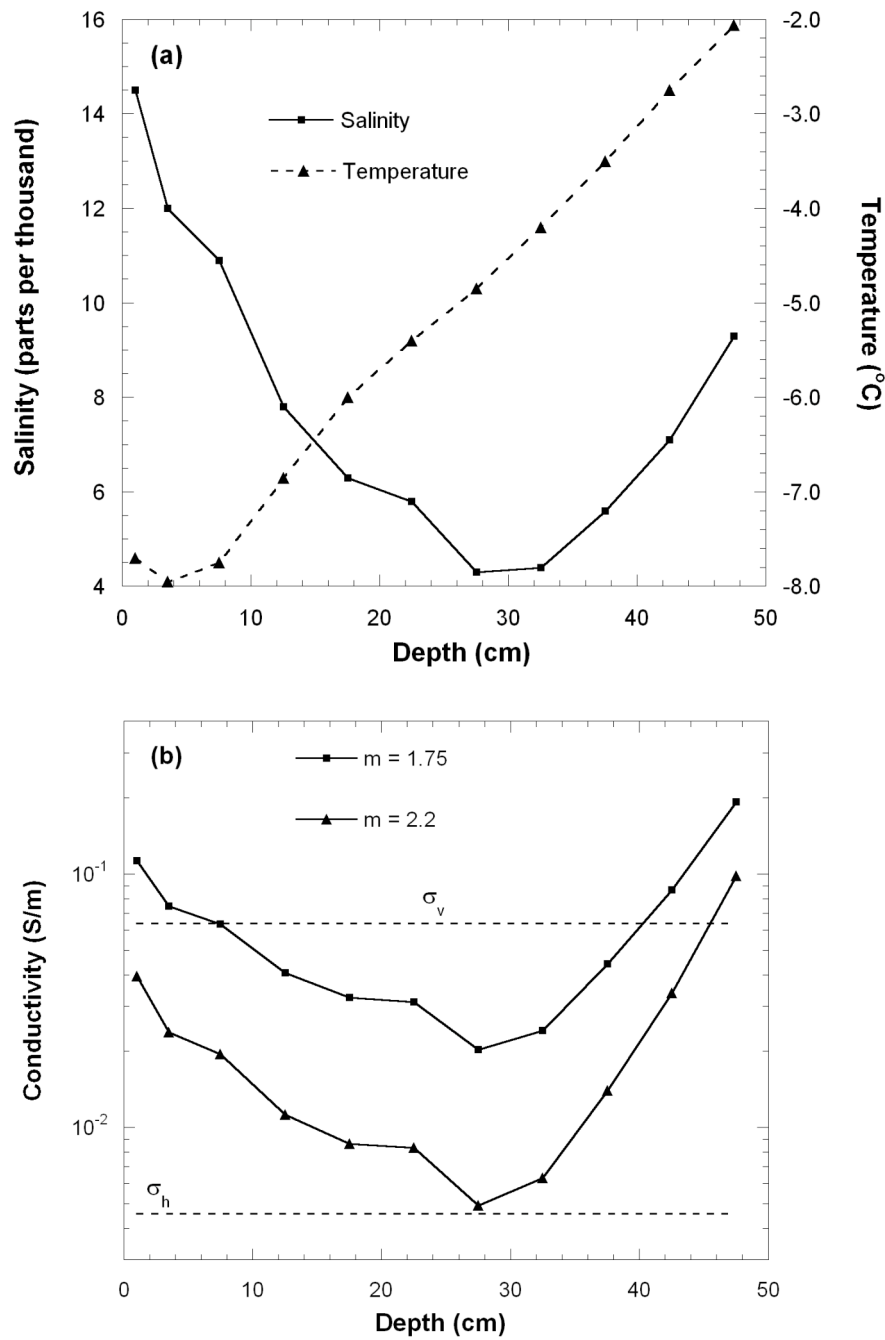 (a)
Salinity
Temperature
Salinity (parts per thousand)
16
14
12
10
8
6
4
-2.0
-3.0
-4.0
-5.0
-6.0
-7.0
-8.0
Temperature (°C)
0 10 20 30 40 50
Depth (cm)
(b)
m = 1.75
m = 2.2
Conductivity (S/m)
10⁻¹
10⁻²
σᵥ
σₕ
0 10 20 30 40 50
Depth (cm)